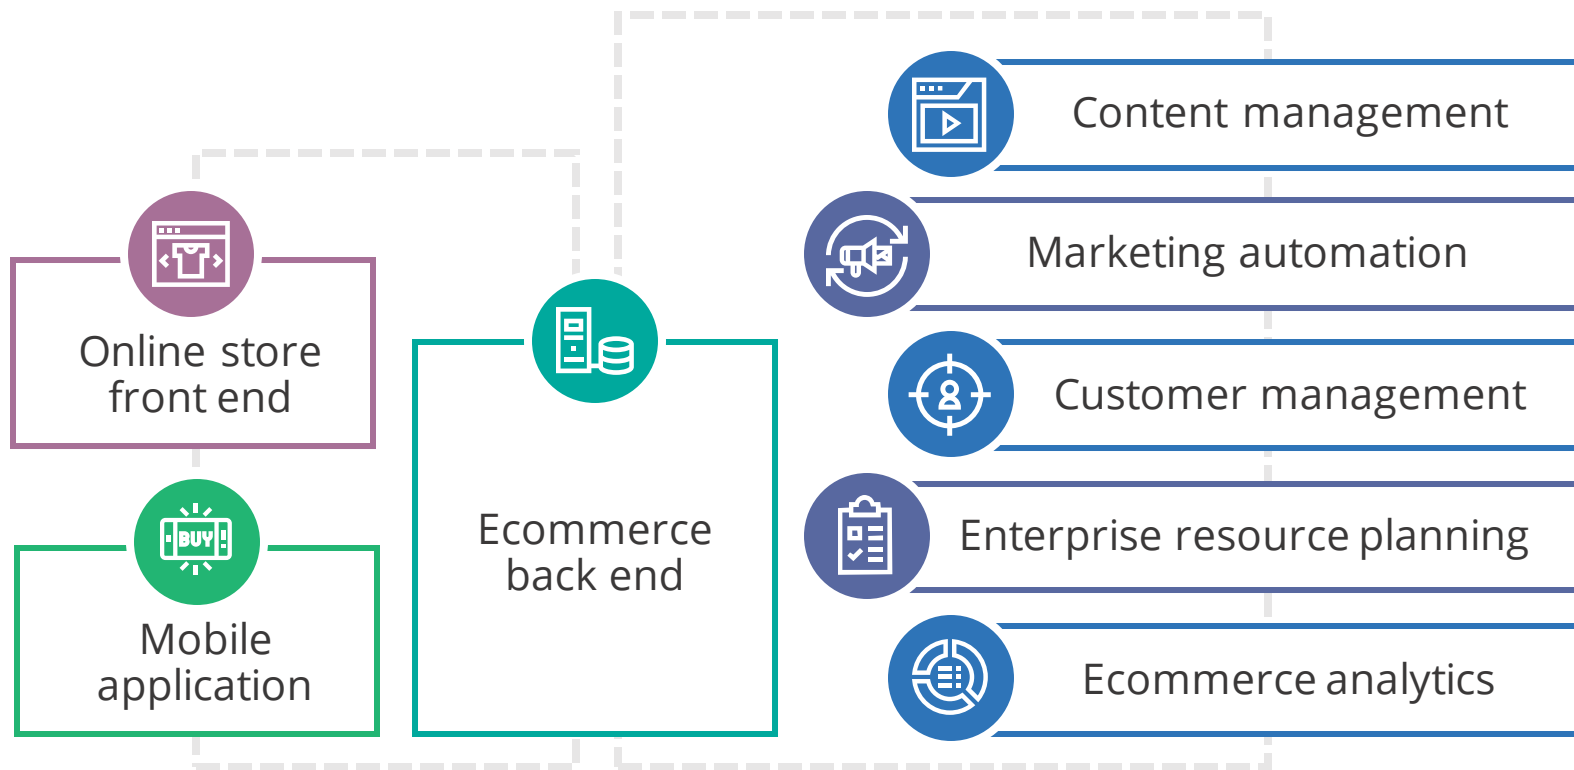 Online store
front end
BUY
Mobile
application
Ecommerce
back end
Content management
Marketing automation
Customer management
Enterprise resource planning
Ecommerce analytics